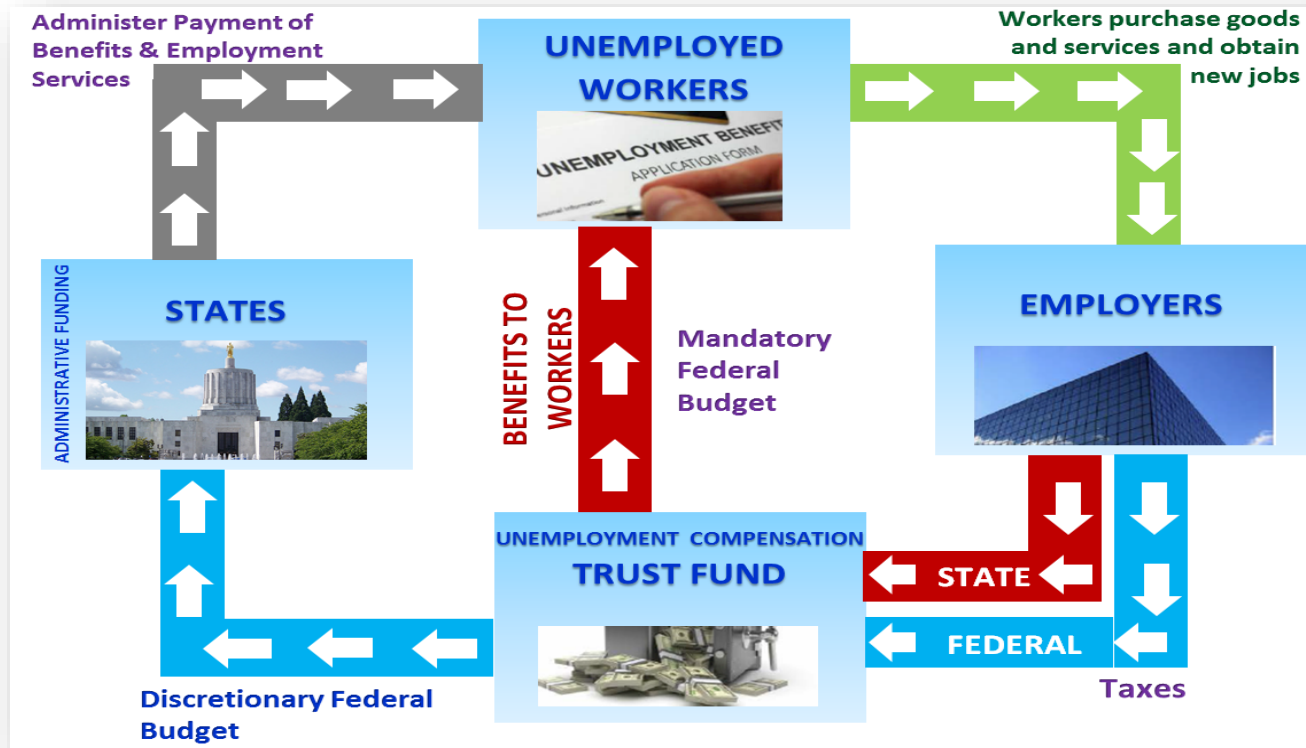 Administer Payment of
Benefits & Employment
Services
UNEMPLOYED
WORKERS
UNEMPLOYMENT BENEFIT
APPLICATION FORM
Workers purchase goods
and services and obtain
new jobs
ADMINISTRATIVE FUNDING
STATES
BENEFITS TO
WORKERS
Mandatory
Federal
Budget
EMPLOYERS
UNEMPLOYMENT COMPENSATION
TRUST FUND
STATE
FEDERAL
Taxes
Discretionary Federal
Budget